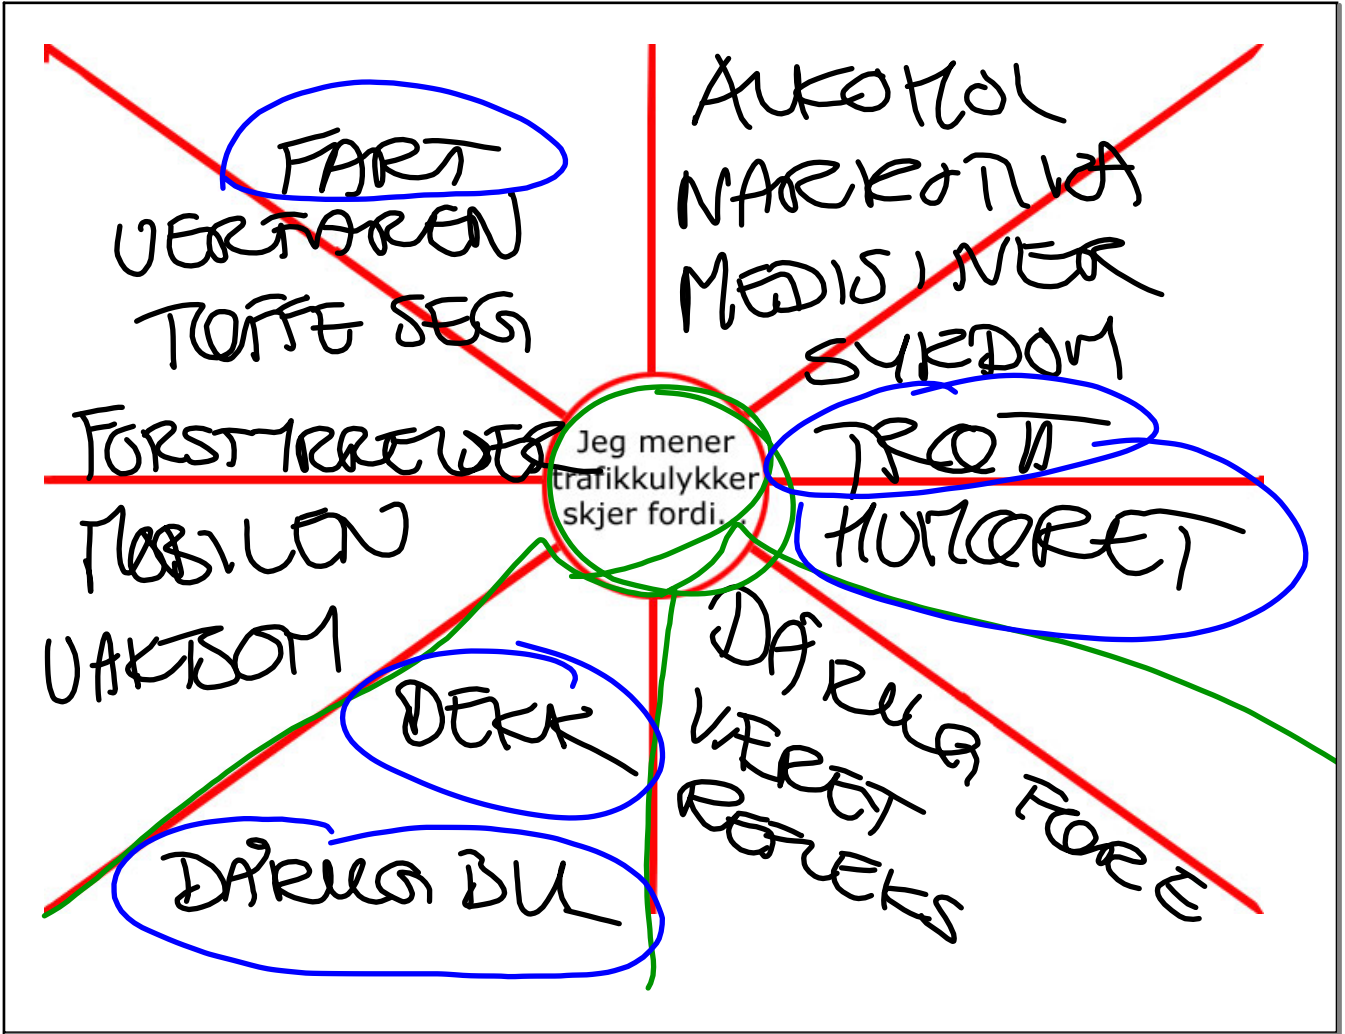 FART
UERFAREN
TØFFE SEG
FORSTYRRELSER
MOBILEN
UAKTSOM
DEKK
DÅRLIG BIL
Jeg mener
trafikkulykker
skjer fordi...
ALKOHOL
NARKOTIKA
MEDISINER
SYKDOM
TRØTT
HUMØRET
DÅRLIG FØRE
VÆRET
REFLEKS